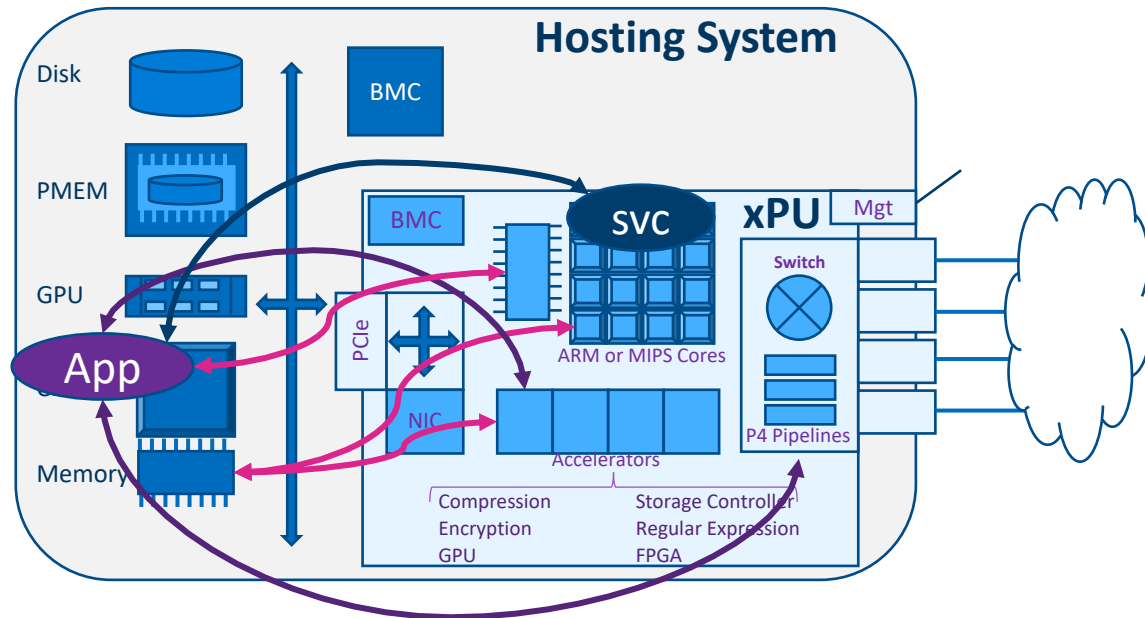 Hosting System
Disk
BMC
PMEM
SVC
xPU
Mgt
BMC
Switch
GPU
PCIe
App
ARM or MIPS Cores
NIC
P4 Pipelines
Memory
Accelerators
Compression
Encryption
GPU
Storage Controller
Regular Expression
FPGA